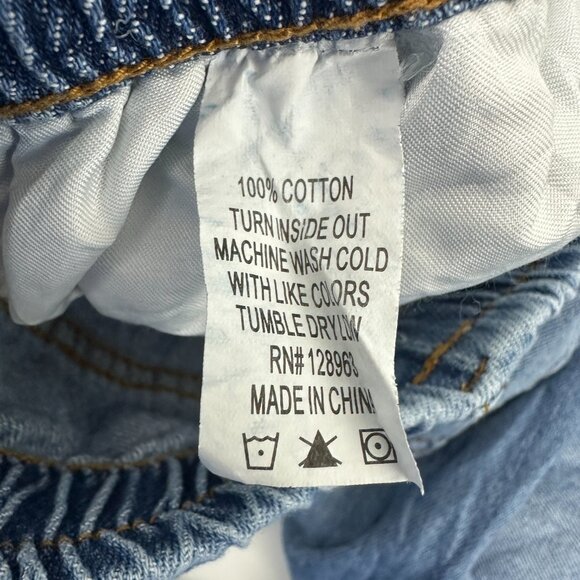 100% COTTON
TURN INSIDE OUT
MACHINE WASH COLD
WITH LIKE COLORS
TUMBLE DRY LOW
RN# 128963
MADE IN CHINA